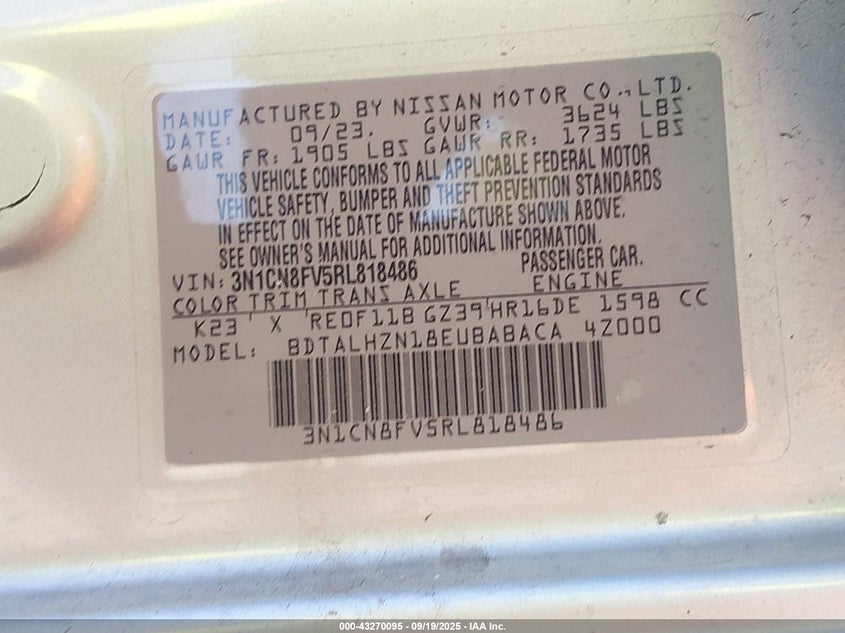 MANUFACTURED BY NISSAN MOTOR CO., LTD.
DATE: 09/23. GVWR: 3624 LBS
GAWR FR: 1905 LBS GAWR RR: 1735 LBS
THIS VEHICLE CONFORMS TO ALL APPLICABLE FEDERAL MOTOR
VEHICLE SAFETY, BUMPER AND THEFT PREVENTION STANDARDS
IN EFFECT ON THE DATE OF MANUFACTURE SHOWN ABOVE.
SEE OWNER'S MANUAL FOR ADDITIONAL INFORMATION.
VIN: 3N1CN8FV5RL818486 PASSENGER CAR.
COLOR TRIM TRANS AXLE ENGINE
K23 X RE0F11B GZ39 HR16DE 1598 CC
MODEL: BDTALHZN18EUBABACA 4Z000
3N1CN8FV5RL818486
000-43270095 - 09/19/2025 - IAA Inc.